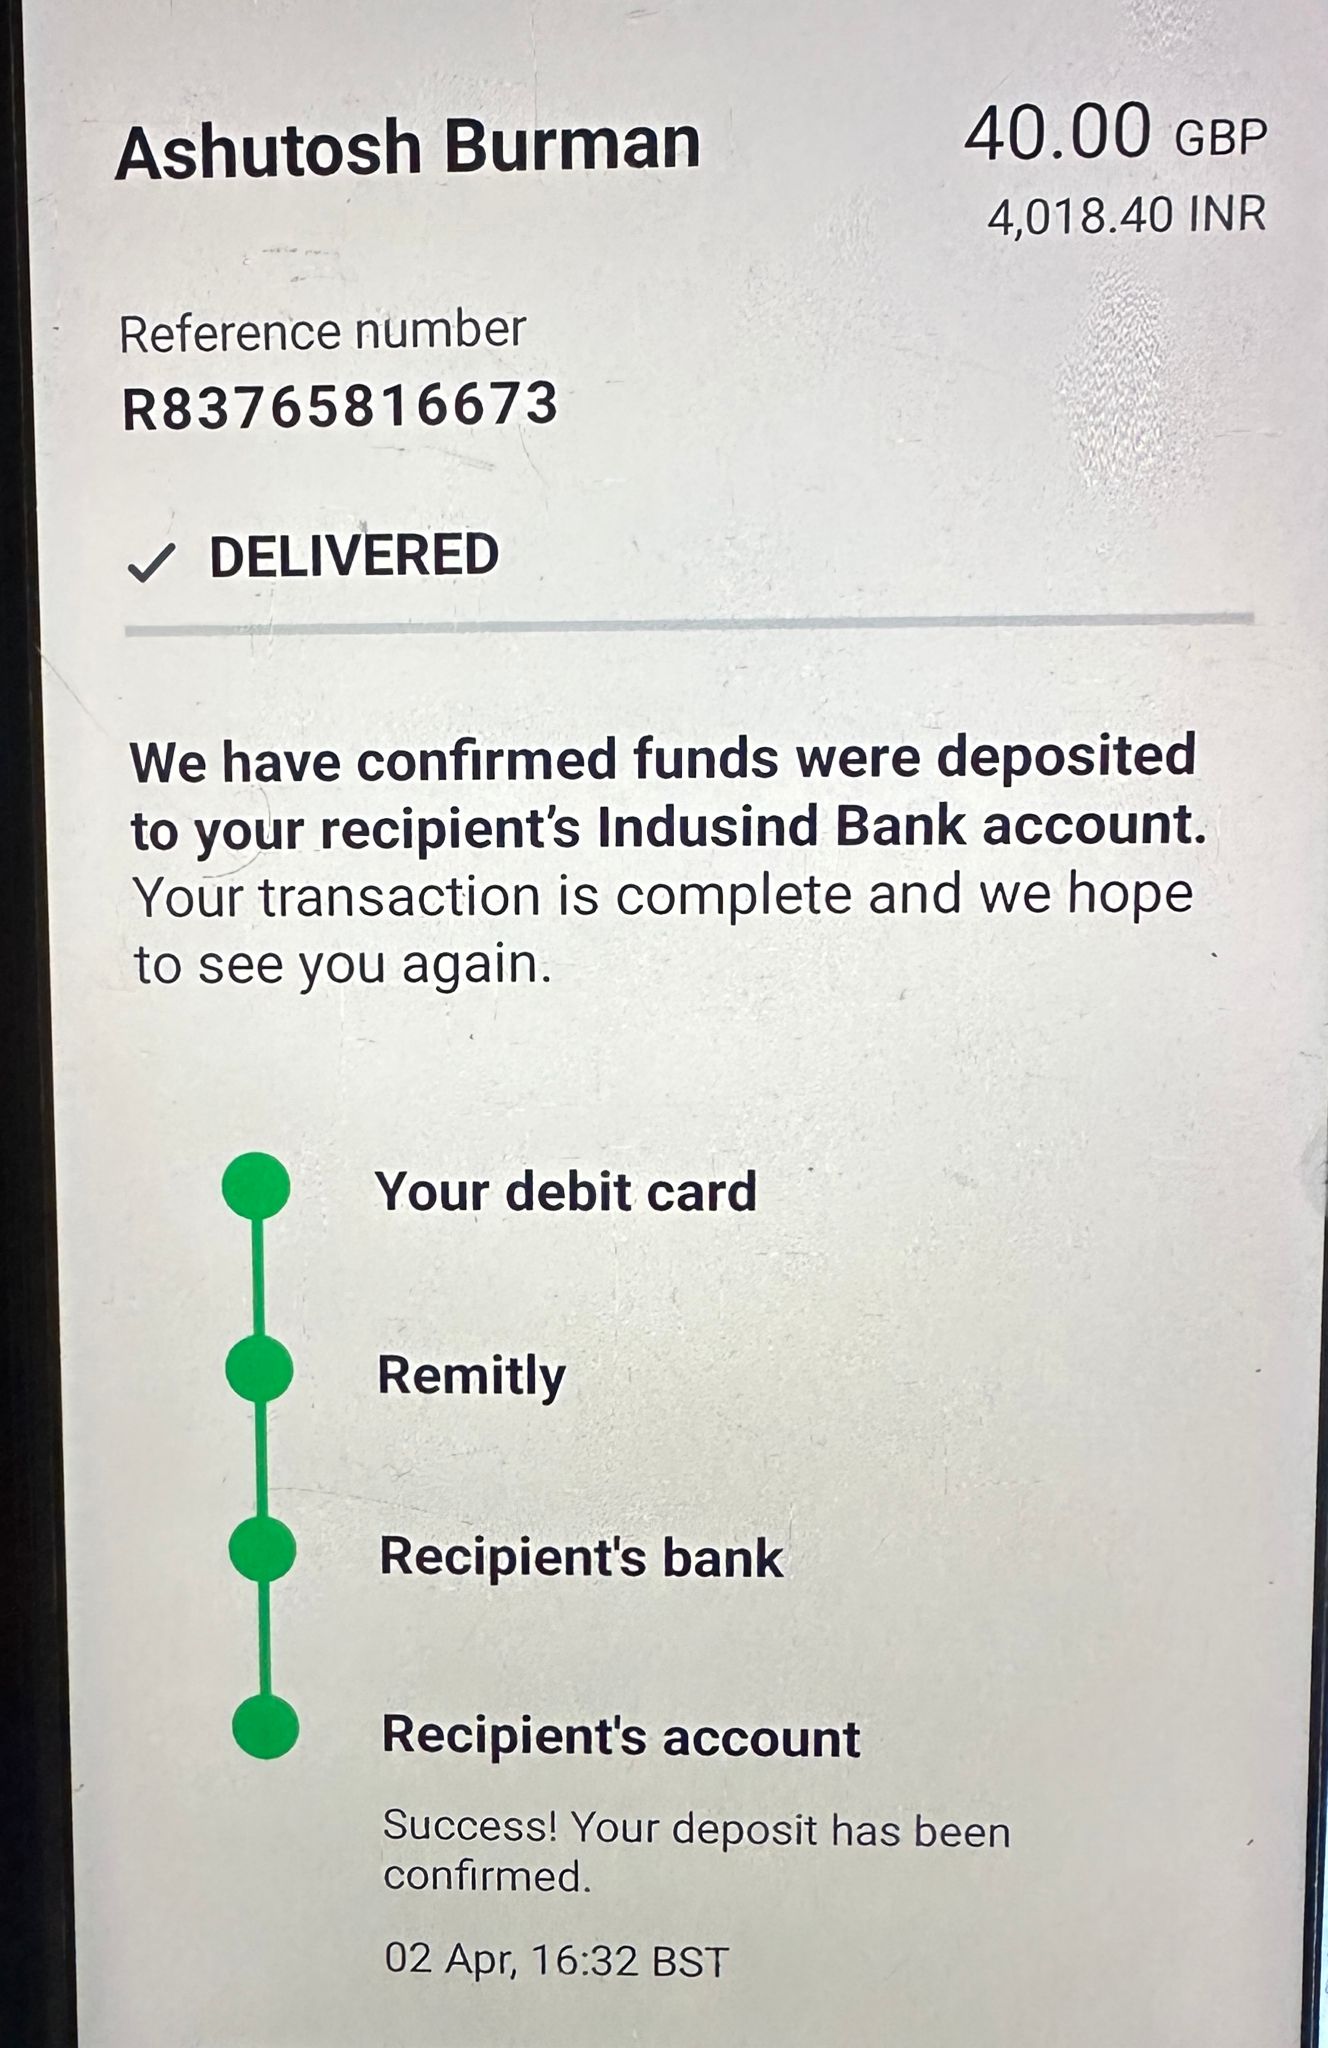 Ashutosh Burman
40.00 GBP
4,018.40 INR
Reference number
R83765816673
✓ DELIVERED
We have confirmed funds were deposited
to your recipient's Indusind Bank account.
Your transaction is complete and we hope
to see you again.
Your debit card
Remitly
Recipient's bank
Recipient's account
Success! Your deposit has been
confirmed.
02 Apr, 16:32 BST